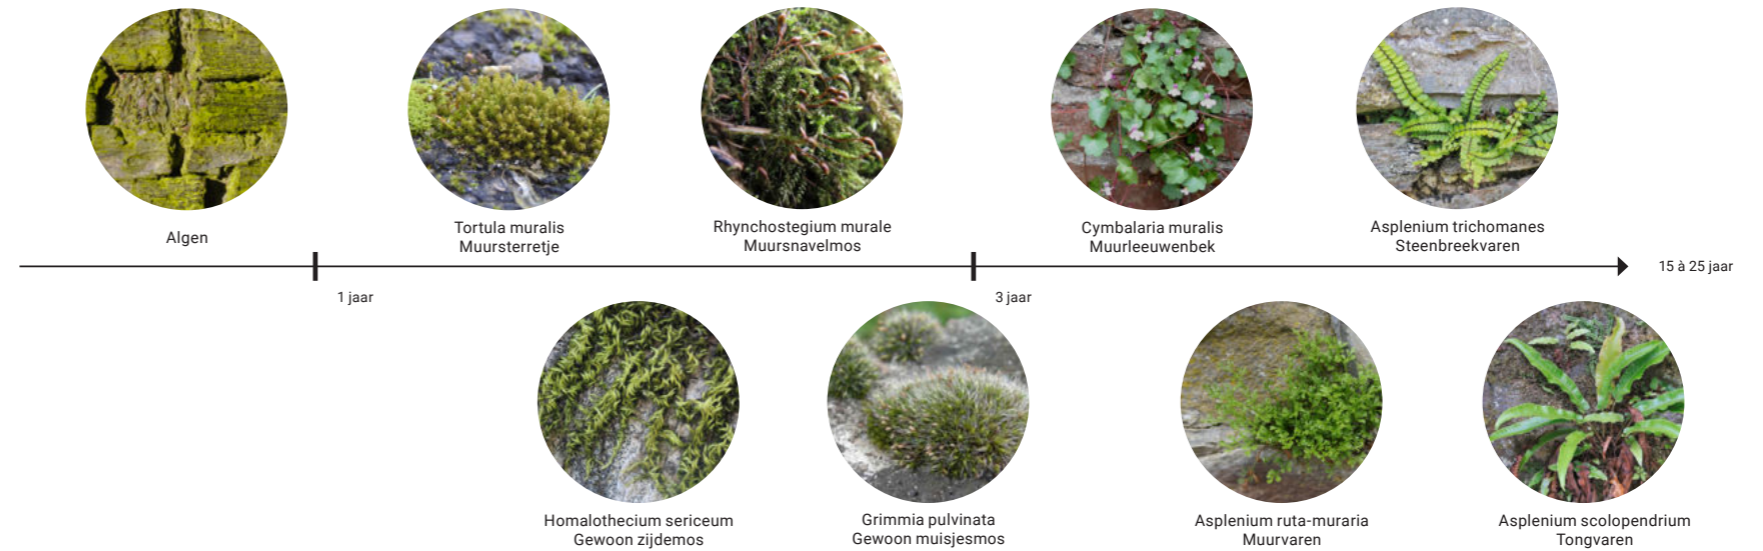 Algen
Tortula muralis
Muursterretje
Rhynchostegium murale
Muursnavelmos
Cymbalaria muralis
Muurleeuwenbek
Asplenium trichomanes
Steenbreekvaren
1 jaar
3 jaar
15 à 25 jaar
Homalothecium sericeum
Gewoon zijdemos
Grimmia pulvinata
Gewoon muisjesmos
Asplenium ruta-muraria
Muurvaren
Asplenium scolopendrium
Tongvaren